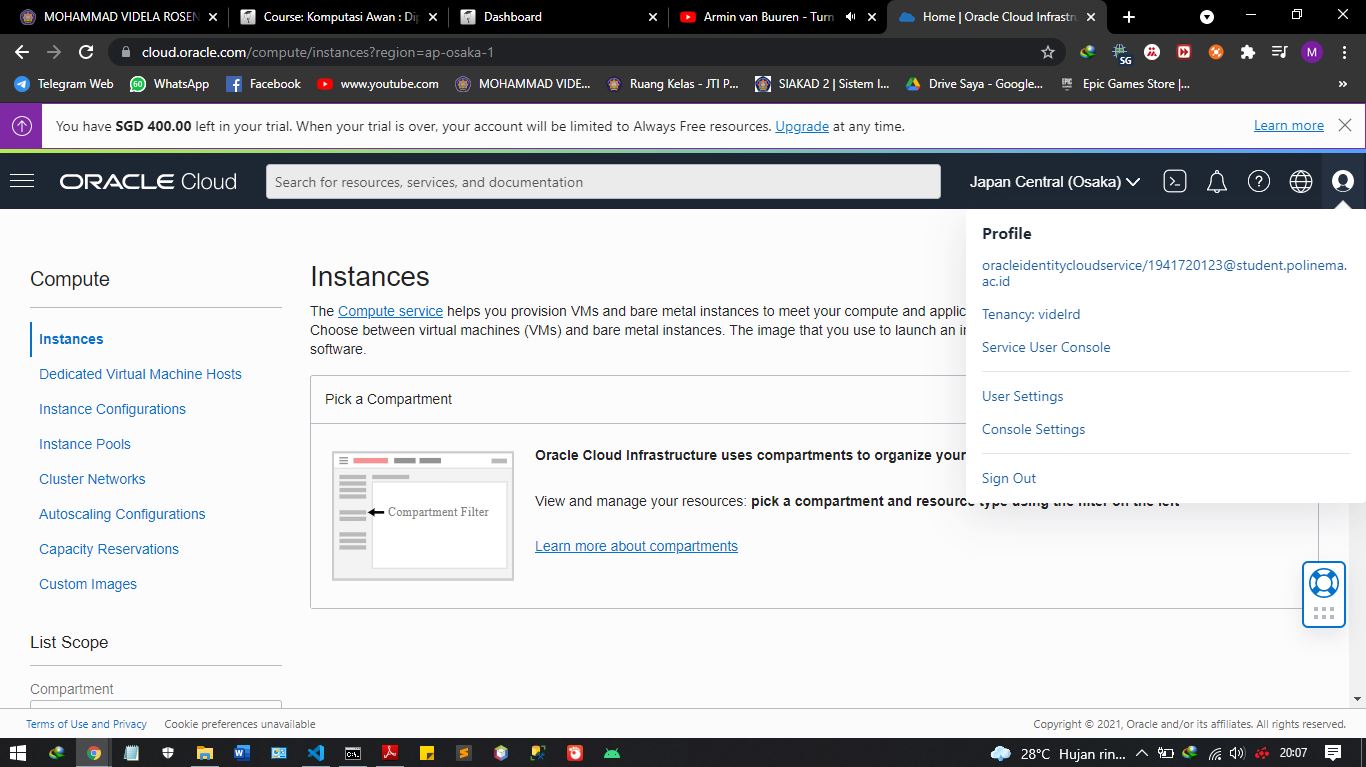 MOHAMMAD VIDELA ROSEN
Course: Komputasi Awan : Dip
Dashboard
Armin van Buuren - Turn
Home | Oracle Cloud Infrastru
cloud.oracle.com/compute/instances?region=ap-osaka-1
SG
M
Telegram Web
60
WhatsApp
Facebook
www.youtube.com
MOHAMMAD VIDE...
Ruang Kelas - JTI P...
SIAKAD 2 | Sistem I...
Drive Saya - Google...
Epic Games Store |...
You have SGD 400.00 left in your trial. When your trial is over, your account will be limited to Always Free resources. Upgrade at any time.
Learn more
ORACLE Cloud
Search for resources, services, and documentation
Japan Central (Osaka)
Profile
oracleidentitycloudservice/1941720123@student.polinema.
ac.id
Tenancy: videlrd
Service User Console
User Settings
Console Settings
Sign Out
Compute
Instances
Dedicated Virtual Machine Hosts
Instance Configurations
Instance Pools
Cluster Networks
Autoscaling Configurations
Capacity Reservations
Custom Images
List Scope
Compartment
Instances
The Compute service helps you provision VMs and bare metal instances to meet your compute and applic
Choose between virtual machines (VMs) and bare metal instances. The image that you use to launch an in
software.
Pick a Compartment
Compartment Filter
Oracle Cloud Infrastructure uses compartments to organize your
View and manage your resources: pick a compartment and resource type using the filter on the left
Learn more about compartments
Terms of Use and Privacy
Cookie preferences unavailable
Copyright © 2021, Oracle and/or its affiliates. All rights reserved.
28°C Hujan rin...
20:07